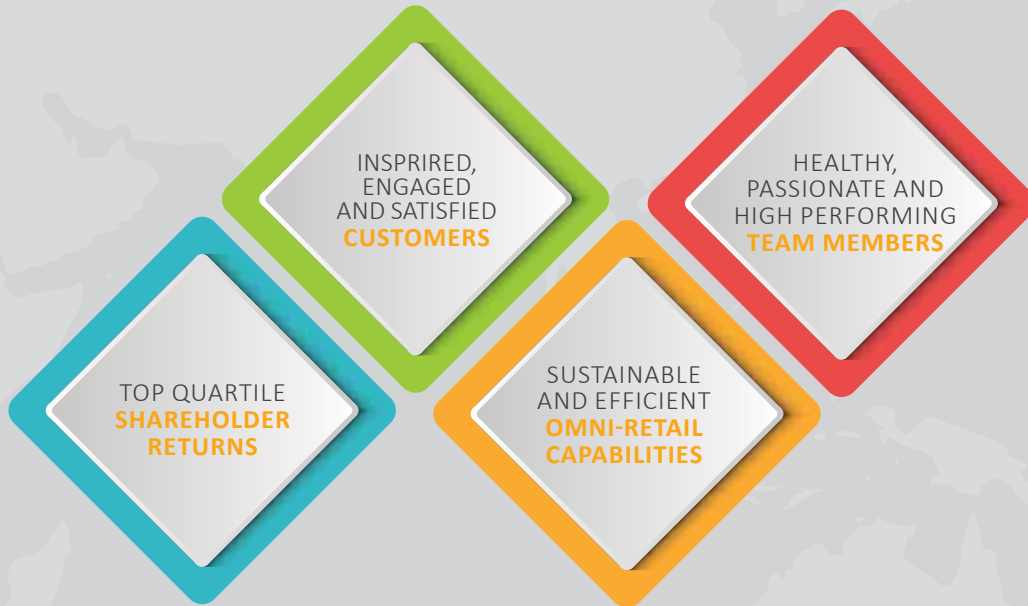 INSPRIRED,
ENGAGED
AND SATISFIED
CUSTOMERS
HEALTHY,
PASSIONATE AND
HIGH PERFORMING
TEAM MEMBERS
TOP QUARTILE
SHAREHOLDER
RETURNS
SUSTAINABLE
AND EFFICIENT
OMNI-RETAIL
CAPABILITIES